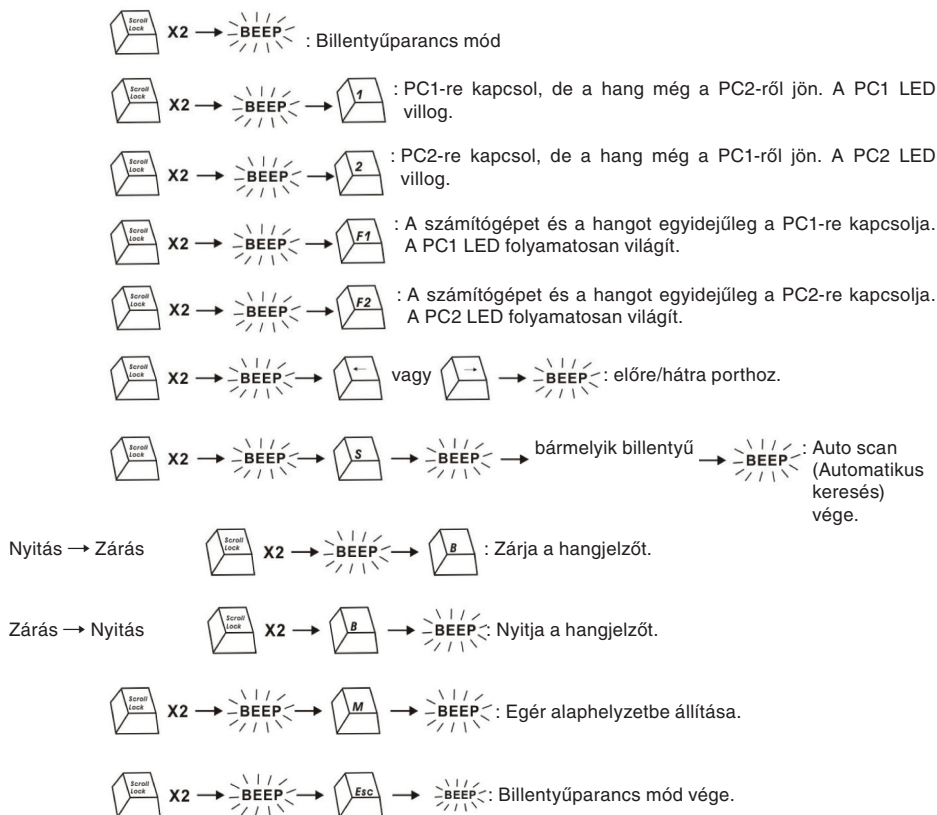 Scroll Lock X2 → BEEP : Billentyűparancs mód
Scroll Lock X2 → BEEP → 1 : PC1-re kapcsol, de a hang még a PC2-ről jön. A PC1 LED
villog.
Scroll Lock X2 → BEEP → 2 : PC2-re kapcsol, de a hang még a PC1-ről jön. A PC2 LED
villog.
Scroll Lock X2 → BEEP → F1 : A számítógépet és a hangot egyidejűleg a PC1-re kapcsolja.
A PC1 LED folyamatosan világít.
Scroll Lock X2 → BEEP → F2 : A számítógépet és a hangot egyidejűleg a PC2-re kapcsolja.
A PC2 LED folyamatosan világít.
Scroll Lock X2 → BEEP → ← vagy → → BEEP : előre/hátra porthoz.
Scroll Lock X2 → BEEP → S → BEEP → bármelyik billentyű → BEEP : Auto scan
(Automatikus
keresés)
vége.
Nyitás → Zárás Scroll Lock X2 → BEEP → B : Zárja a hangjelzőt.
Zárás → Nyitás Scroll Lock X2 → B → BEEP : Nyitja a hangjelzőt.
Scroll Lock X2 → BEEP → M → BEEP : Egér alaphelyzetbe állítása.
Scroll Lock X2 → BEEP → Esc → BEEP : Billentyűparancs mód vége.